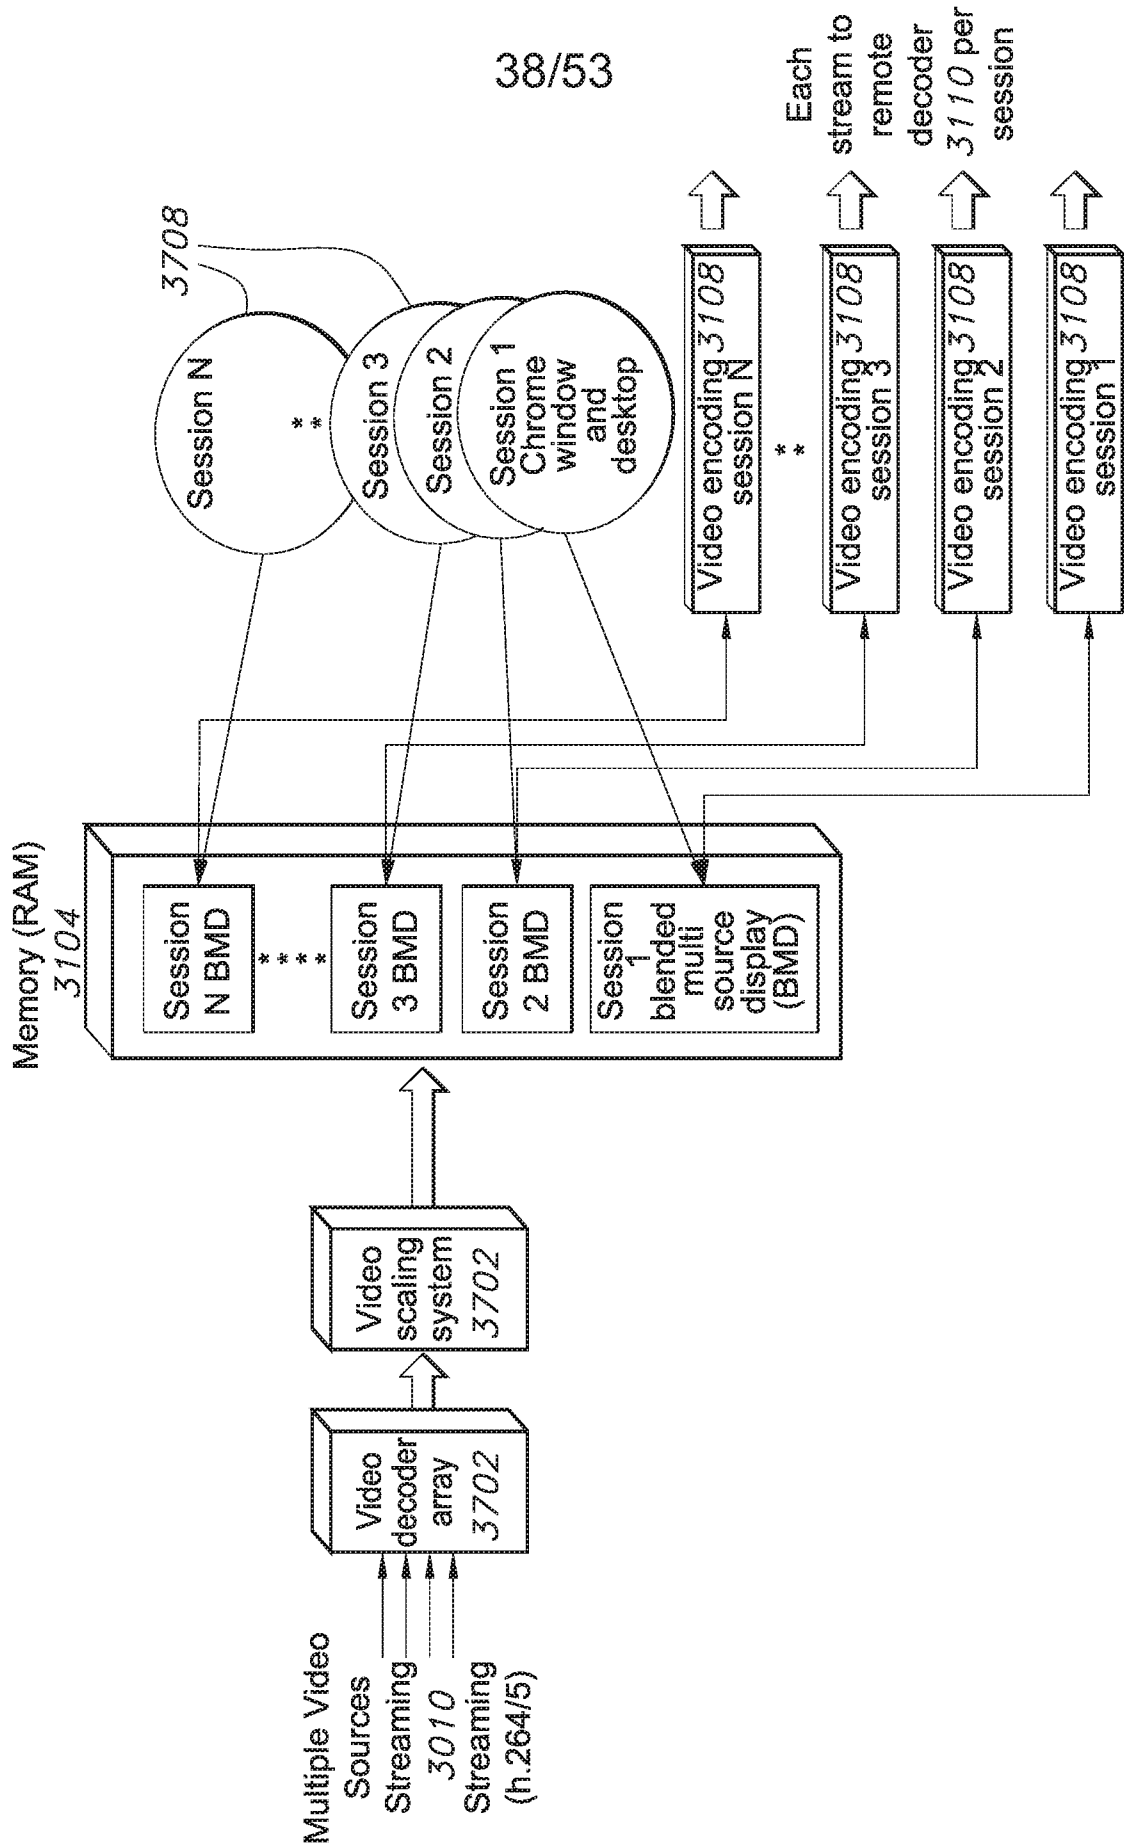 38/53
Multiple Video
Sources
Streaming
3010
Streaming
(h.264/5)
Video
decoder
array
3702
Video
scaling
system
3702
Memory (RAM)
3104
Session
N BMD
****
Session
3 BMD
Session
2 BMD
Session
1
blended
multi
source
display
(BMD)
3708
Session N
**
Session 3
Session 2
Session 1
Chrome
window
and
desktop
Video encoding 3108
session N
**
Video encoding 3108
session 3
Video encoding 3108
session 2
Video encoding 3108
session 1
Each
stream to
remote
decoder
3110 per
session